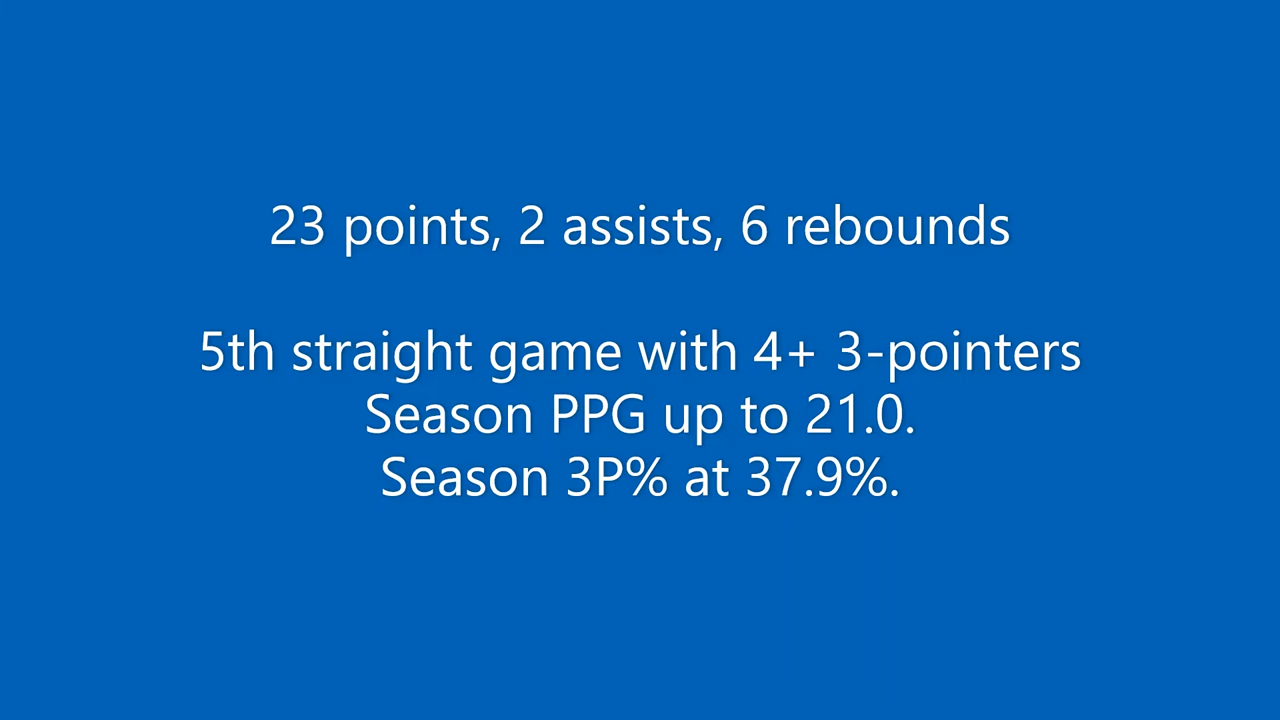 23 points, 2 assists, 6 rebounds
5th straight game with 4+ 3-pointers
Season PPG up to 21.0.
Season 3P% at 37.9%.